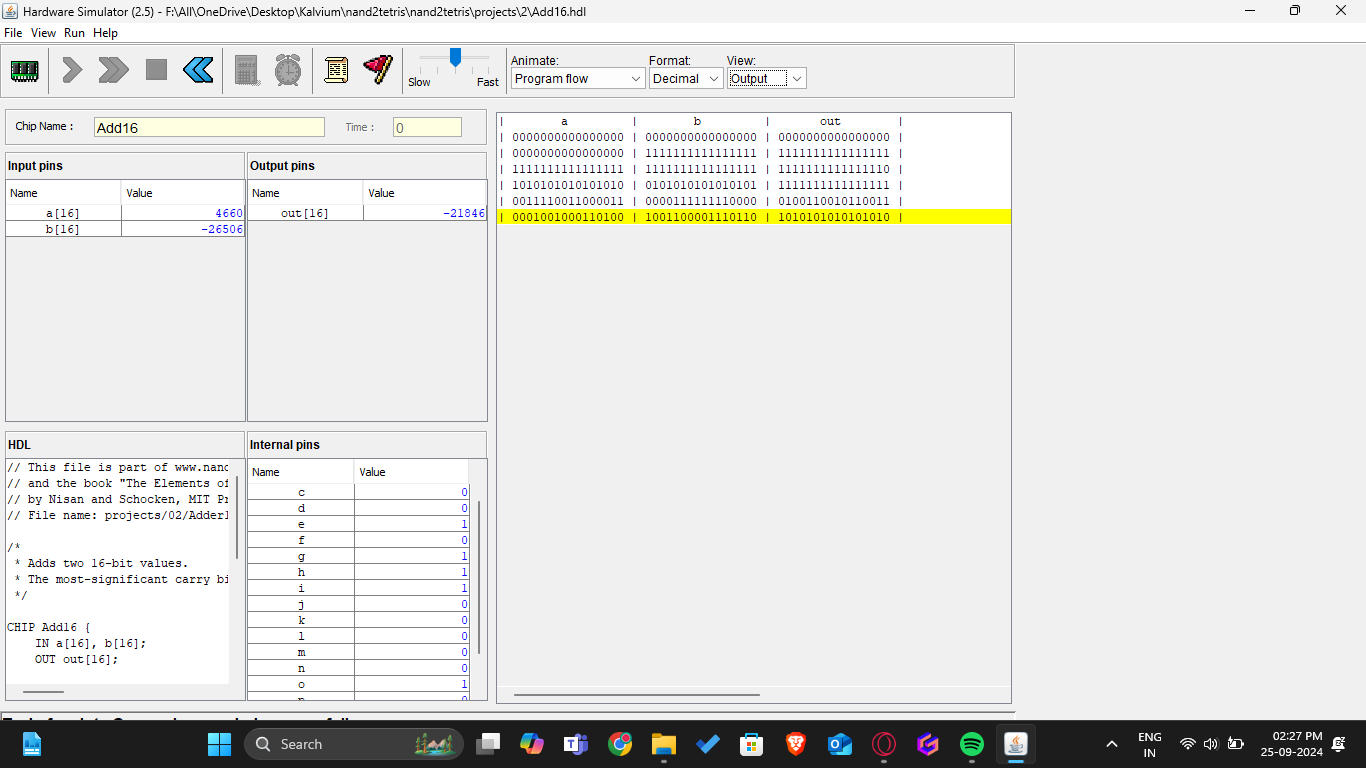 Hardware Simulator (2.5) - F:\All\OneDrive\Desktop\Kalvium\nand2tetris\nand2tetris\projects\2\Add16.hdl
File View Run Help
Slow Fast
Animate: Format: View:
Program flow Decimal Output
Chip Name : Add16 Time : 0
Input pins
Name Value
a[16] 4660
b[16] -26506
Output pins
Name Value
out[16] -21846
HDL
// This file is part of www.nand
// and the book "The Elements of
// by Nisan and Schocken, MIT Pr
// File name: projects/02/Adder1
/*
* Adds two 16-bit values.
* The most-significant carry bi
*/
CHIP Add16 {
IN a[16], b[16];
OUT out[16];
Internal pins
Name Value
c 0
d 0
e 1
f 0
g 1
h 1
i 1
j 0
k 0
l 0
m 0
n 0
o 1
| a | b | out |
| 0000000000000000 | 0000000000000000 | 0000000000000000 |
| 0000000000000000 | 1111111111111111 | 1111111111111111 |
| 1111111111111111 | 1111111111111111 | 1111111111111110 |
| 1010101010101010 | 0101010101010101 | 1111111111111111 |
| 0011110011000011 | 0000111111110000 | 0100110010110011 |
| 0001001000110100 | 1001100001110110 | 1010101010101010 |
Search
ENG
IN
02:27 PM
25-09-2024